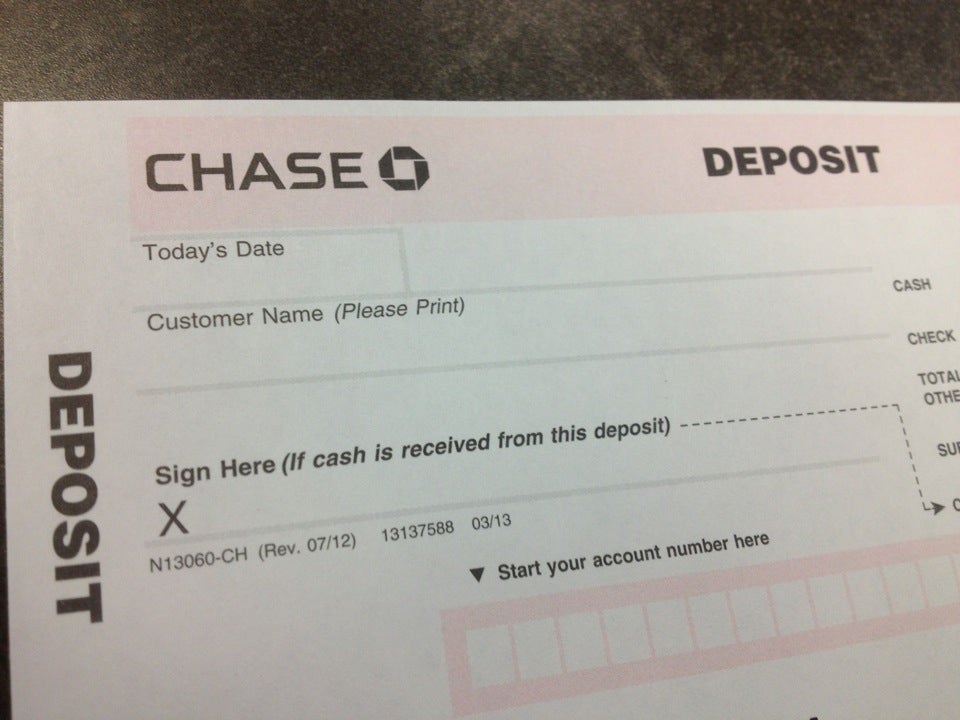 CHASE
DEPOSIT
Today's Date
CASH
Customer Name (Please Print)
CHECK
TOTAL
Sign Here (If cash is received from this deposit)
X
N13060-CH (Rev. 07/12) 13137588 03/13
▼ Start your account number here
DEPOSIT